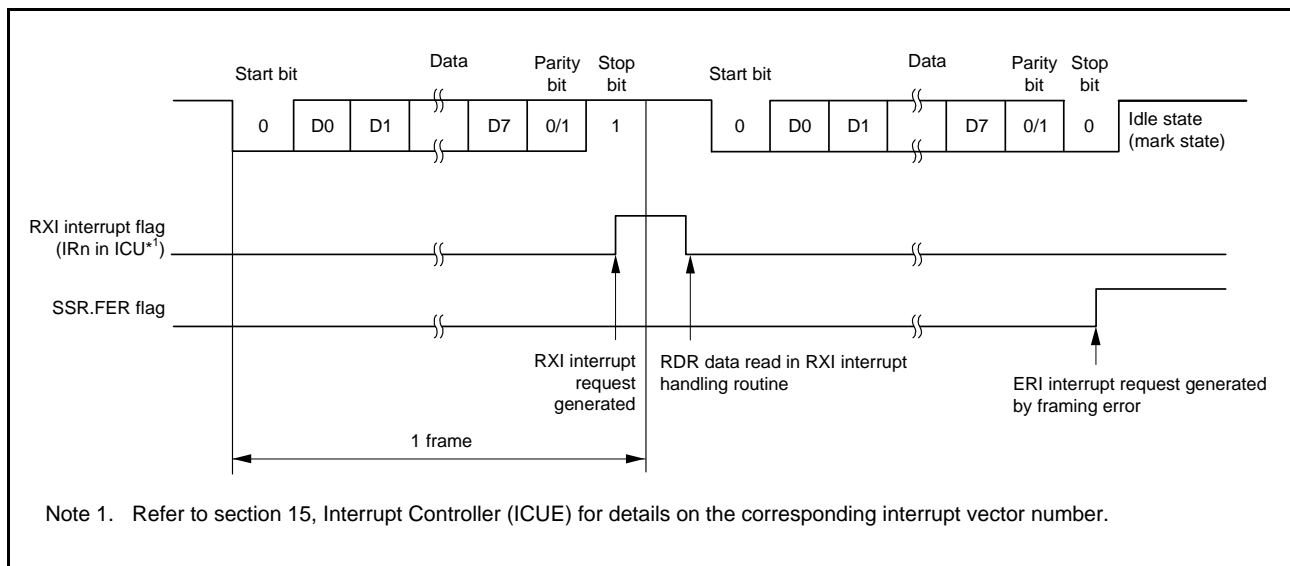 Start bit
Data
Parity bit
Stop bit
Start bit
Data
Parity bit
Stop bit
0
D0
D1
D7
0/1
1
0
D0
D1
D7
0/1
0
Idle state
(mark state)
RXI interrupt flag
(IRn in ICU*1)
SSR.FER flag
RXI interrupt
request
generated
RDR data read in RXI interrupt
handling routine
ERI interrupt request generated
by framing error
1 frame
Note 1. Refer to section 15, Interrupt Controller (ICUE) for details on the corresponding interrupt vector number.